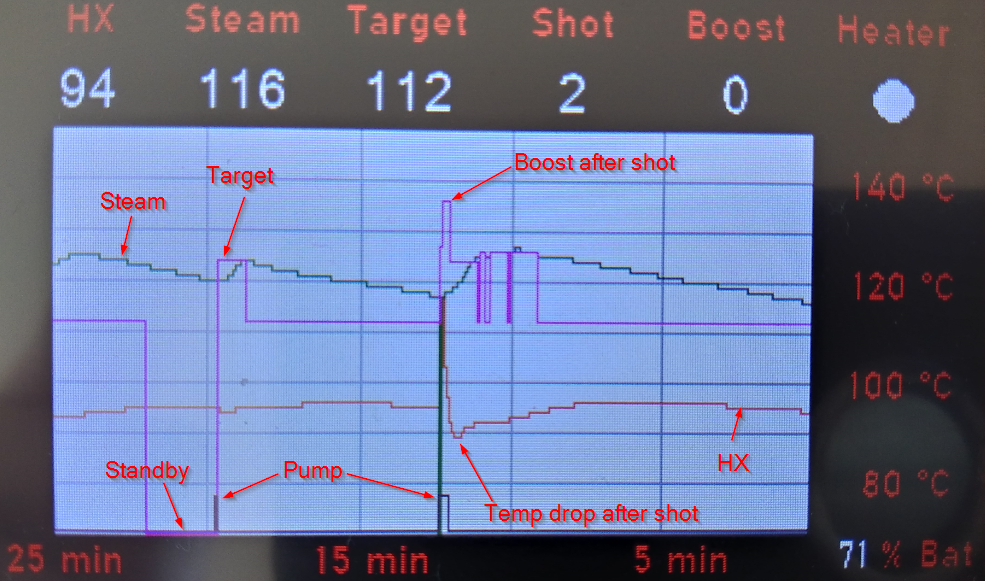 HX Steam Target Shot Boost Heater
94 116 112 2 0
Boost after shot
Target
140 °C
Steam
120 °C
100 °C
HX
Standby
Pump
80 °C
Temp drop after shot
25 min 15 min 5 min 71 % Bat